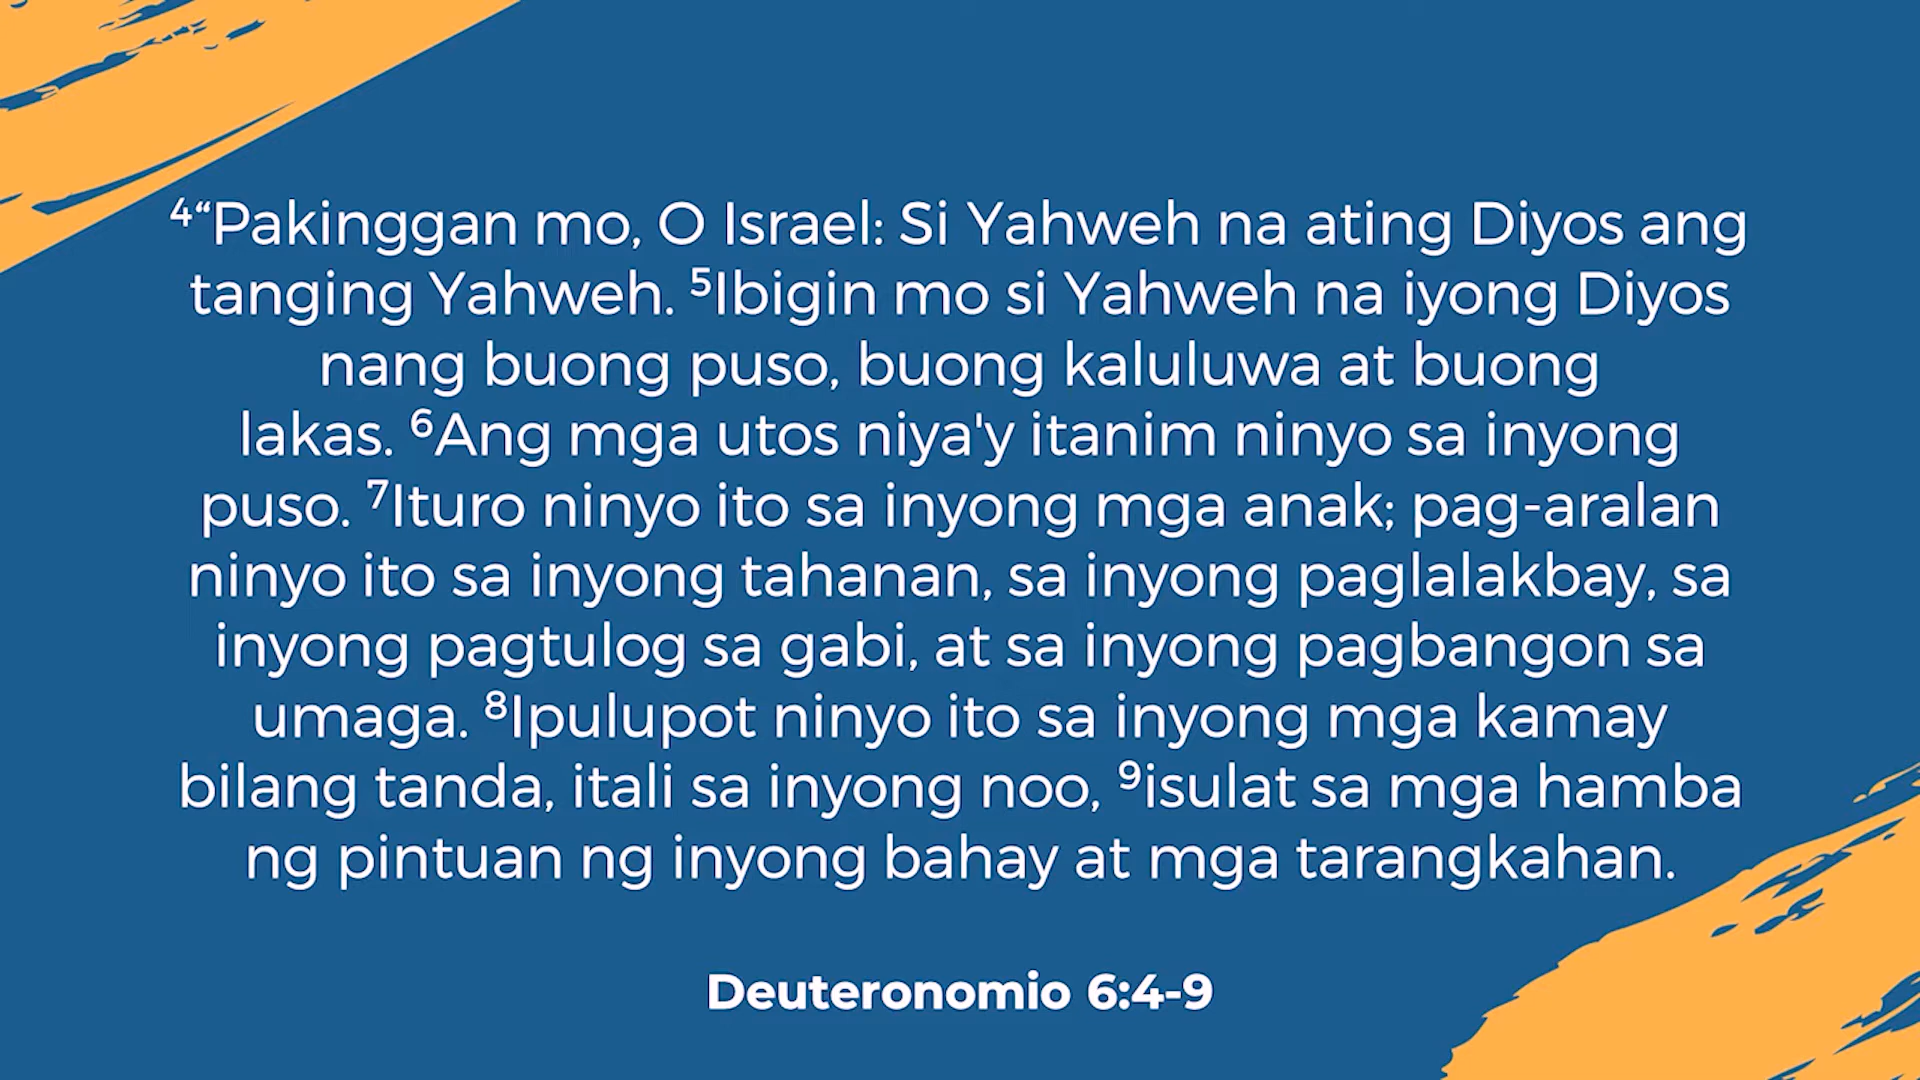 ⁴“Pakinggan mo, O Israel: Si Yahweh na ating Diyos ang
tanging Yahweh. ⁵Ibigin mo si Yahweh na iyong Diyos
nang buong puso, buong kaluluwa at buong
lakas. ⁶Ang mga utos niya'y itanim ninyo sa inyong
puso. ⁷Ituro ninyo ito sa inyong mga anak; pag-aralan
ninyo ito sa inyong tahanan, sa inyong paglalakbay, sa
inyong pagtulog sa gabi, at sa inyong pagbangon sa
umaga. ⁸Ipulupot ninyo ito sa inyong mga kamay
bilang tanda, itali sa inyong noo, ⁹isulat sa mga hamba
ng pintuan ng inyong bahay at mga tarangkahan.
Deuteronomio 6:4-9